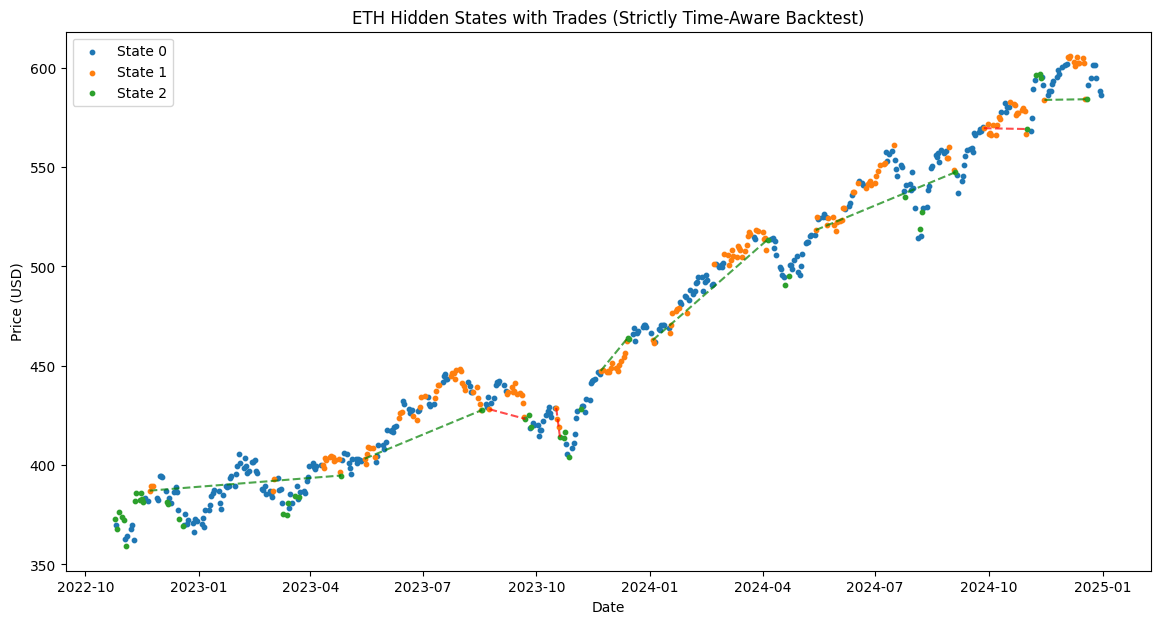 ETH Hidden States with Trades (Strictly Time-Aware Backtest)
State 0
State 1
State 2
Price (USD)
600
550
500
450
400
350
2022-10
2023-01
2023-04
2023-07
2023-10
2024-01
2024-04
2024-07
2024-10
2025-01
Date